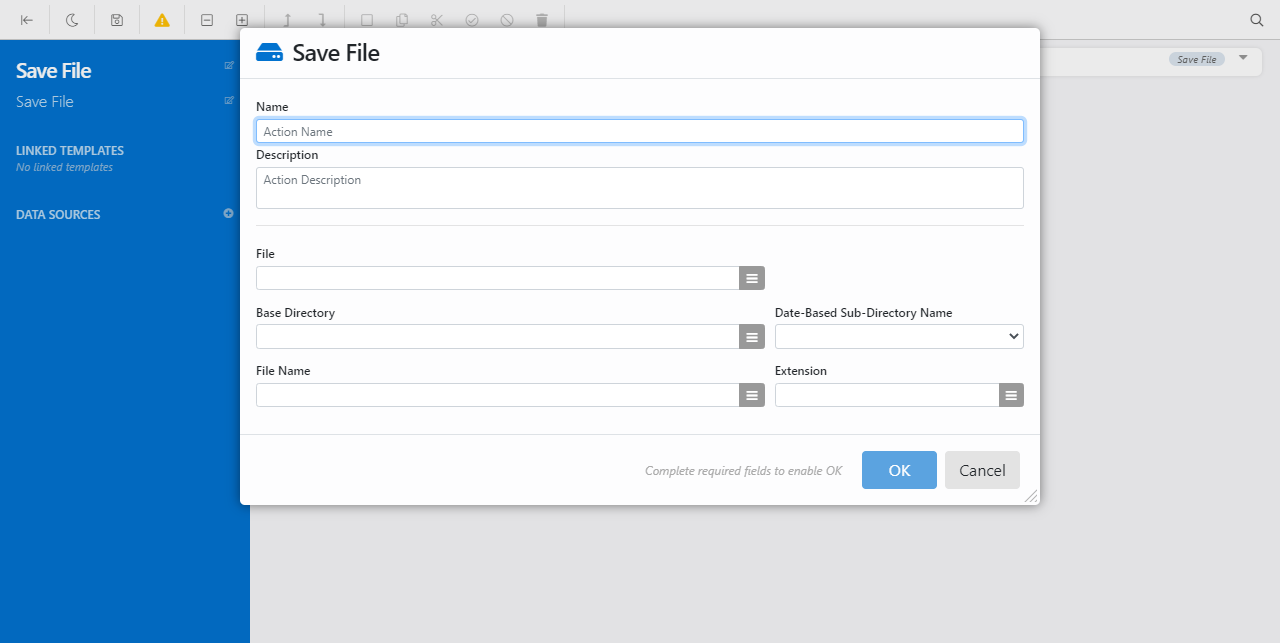 Save File
Save File
Save File
Save File
LINKED TEMPLATES
No linked templates
DATA SOURCES
Name
Action Name
Description
Action Description
File
Base Directory
Date-Based Sub-Directory Name
File Name
Extension
Complete required fields to enable OK
OK
Cancel